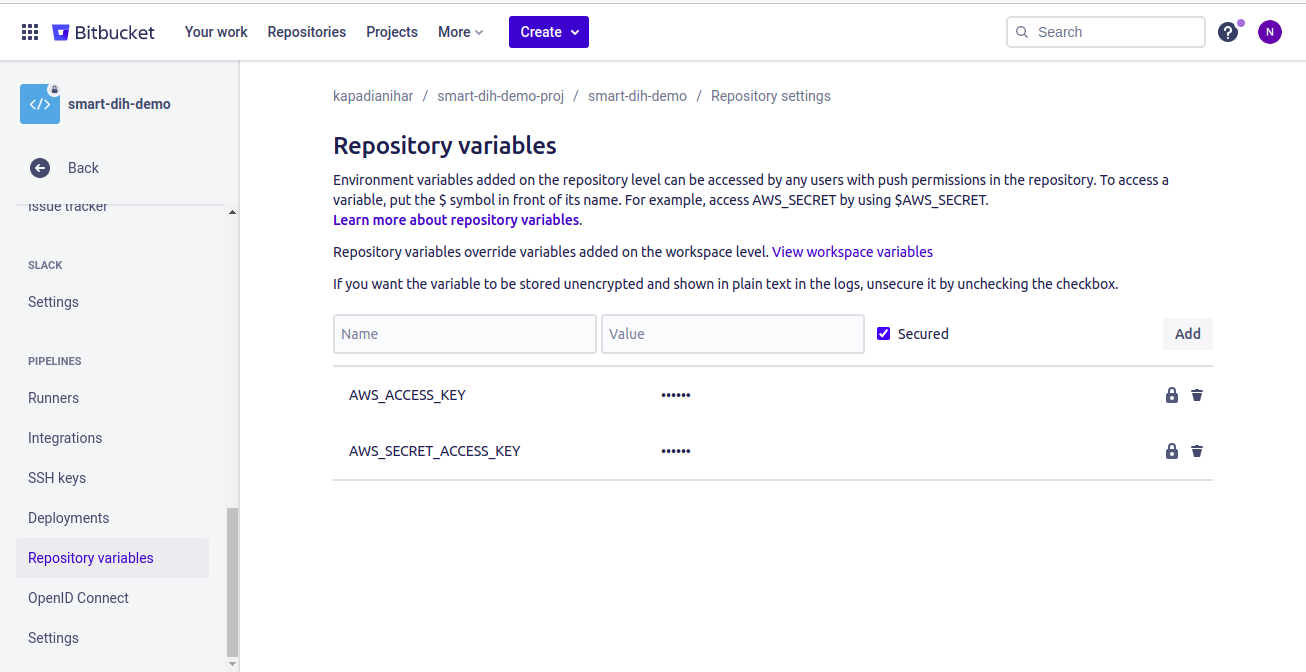 Bitbucket
Your work
Repositories
Projects
More
Create
Search
?
N
</>
smart-dih-demo
Back
Issue tracker
SLACK
Settings
PIPELINES
Runners
Integrations
SSH keys
Deployments
Repository variables
OpenID Connect
Settings
kapadianihar / smart-dih-demo-proj / smart-dih-demo / Repository settings
Repository variables
Environment variables added on the repository level can be accessed by any users with push permissions in the repository. To access a
variable, put the $ symbol in front of its name. For example, access AWS_SECRET by using $AWS_SECRET.
Learn more about repository variables.
Repository variables override variables added on the workspace level. View workspace variables
If you want the variable to be stored unencrypted and shown in plain text in the logs, unsecure it by unchecking the checkbox.
Name
Value
Secured
Add
AWS_ACCESS_KEY ••••••
AWS_SECRET_ACCESS_KEY ••••••